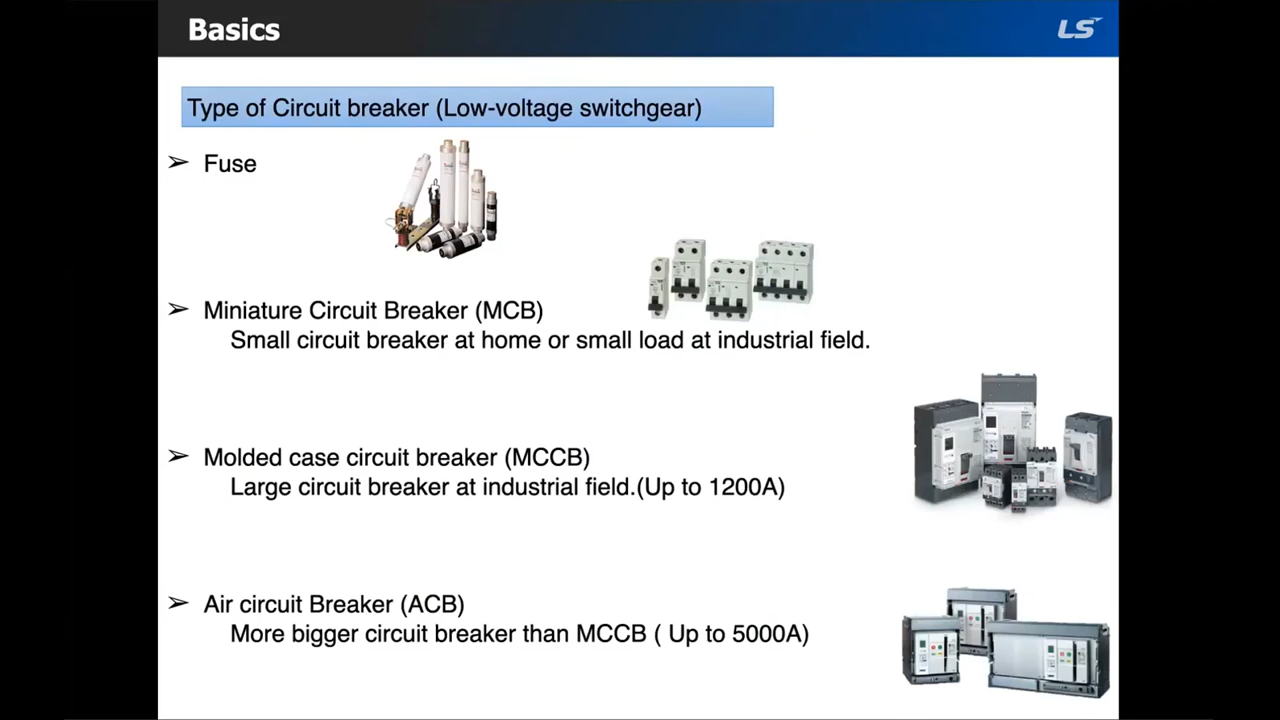 Basics
LS
Type of Circuit breaker (Low-voltage switchgear)
➢ Fuse
➢ Miniature Circuit Breaker (MCB)
Small circuit breaker at home or small load at industrial field.
➢ Molded case circuit breaker (MCCB)
Large circuit breaker at industrial field.(Up to 1200A)
➢ Air circuit Breaker (ACB)
More bigger circuit breaker than MCCB ( Up to 5000A)